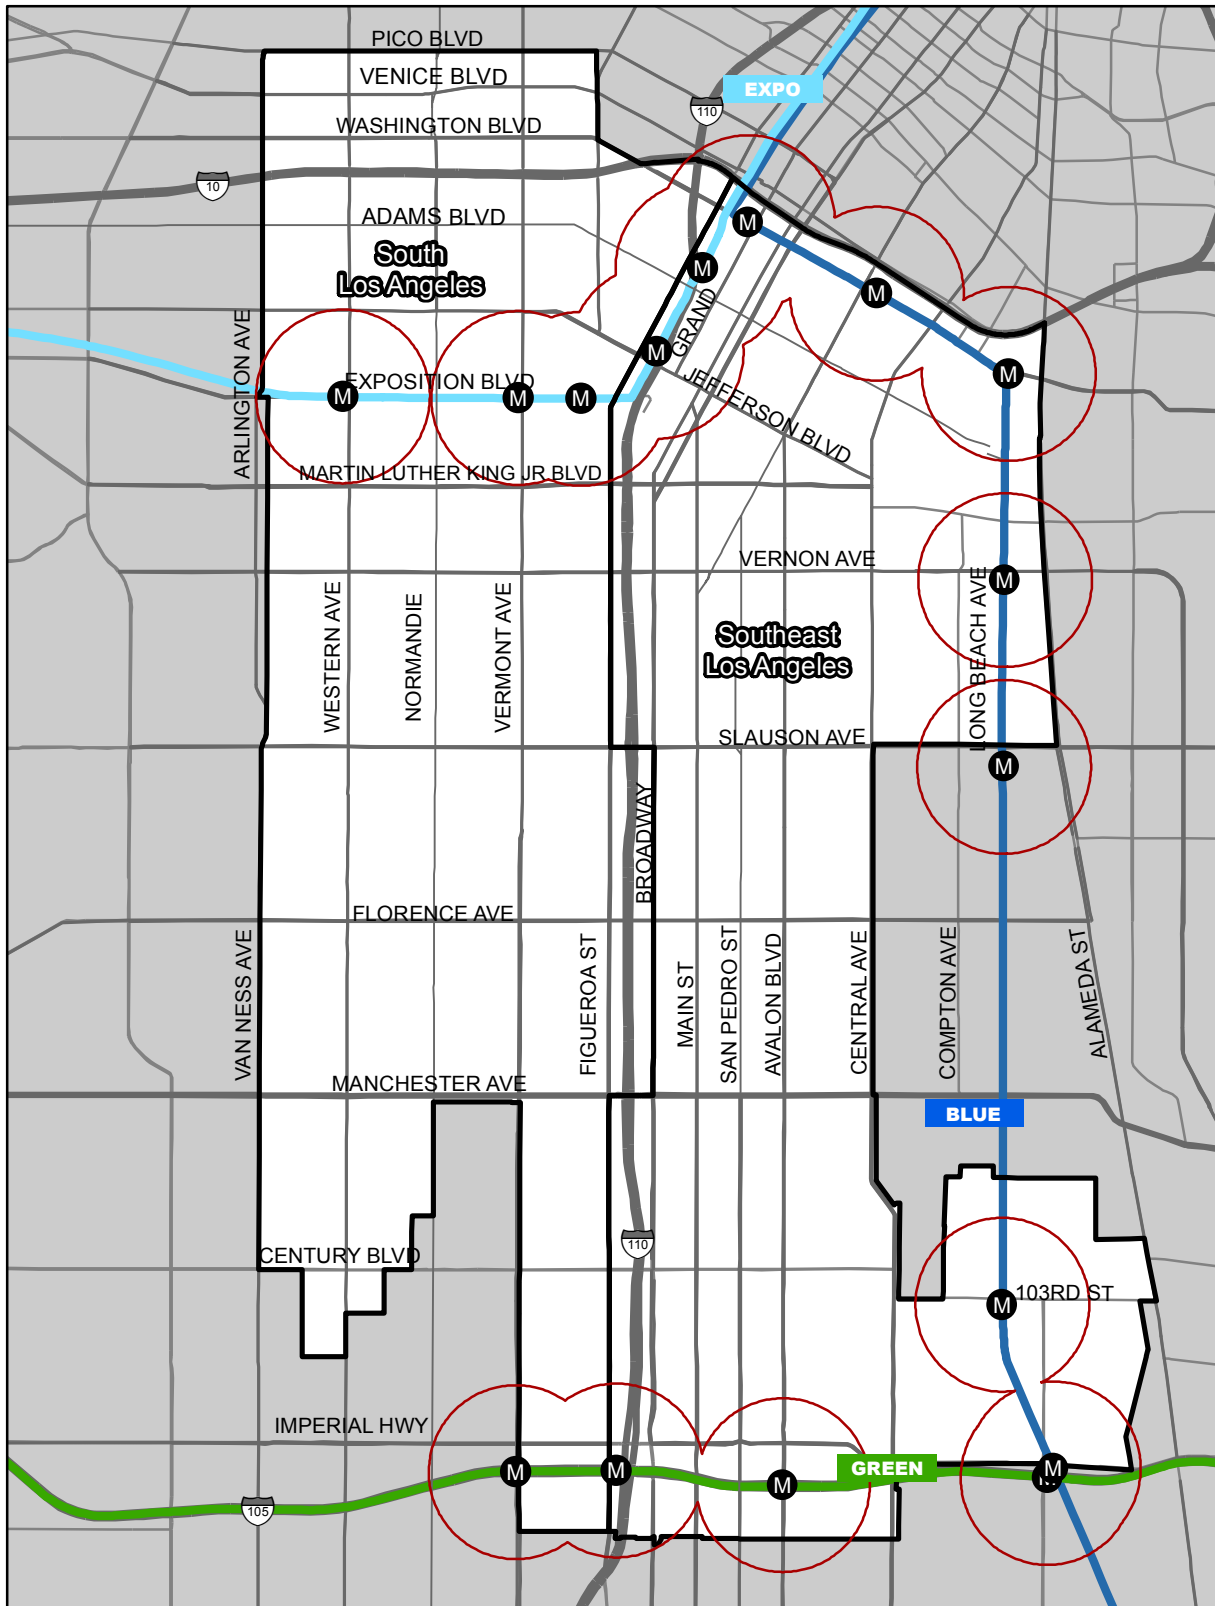 PICO BLVD
VENICE BLVD
EXPO
110
WASHINGTON BLVD
10
ADAMS BLVD
M
South
Los Angeles
M
M
GRAND
ARLINGTON AVE
M
JEFFERSON BLVD
M
EXPOSITION BLVD
M
M
M
MARTIN LUTHER KING JR BLVD
VERNON AVE
M
LONG BEACH AVE
WESTERN AVE
NORMANDIE
VERMONT AVE
Southeast
Los Angeles
SLAUSON AVE
M
BROADWAY
FLORENCE AVE
VAN NESS AVE
FIGUEROA ST
MAIN ST
SAN PEDRO ST
AVALON BLVD
CENTRAL AVE
COMPTON AVE
ALAMEDA ST
MANCHESTER AVE
BLUE
110
CENTURY BLVD
103RD ST
M
IMPERIAL HWY
GREEN
M
M
M
M
M
105